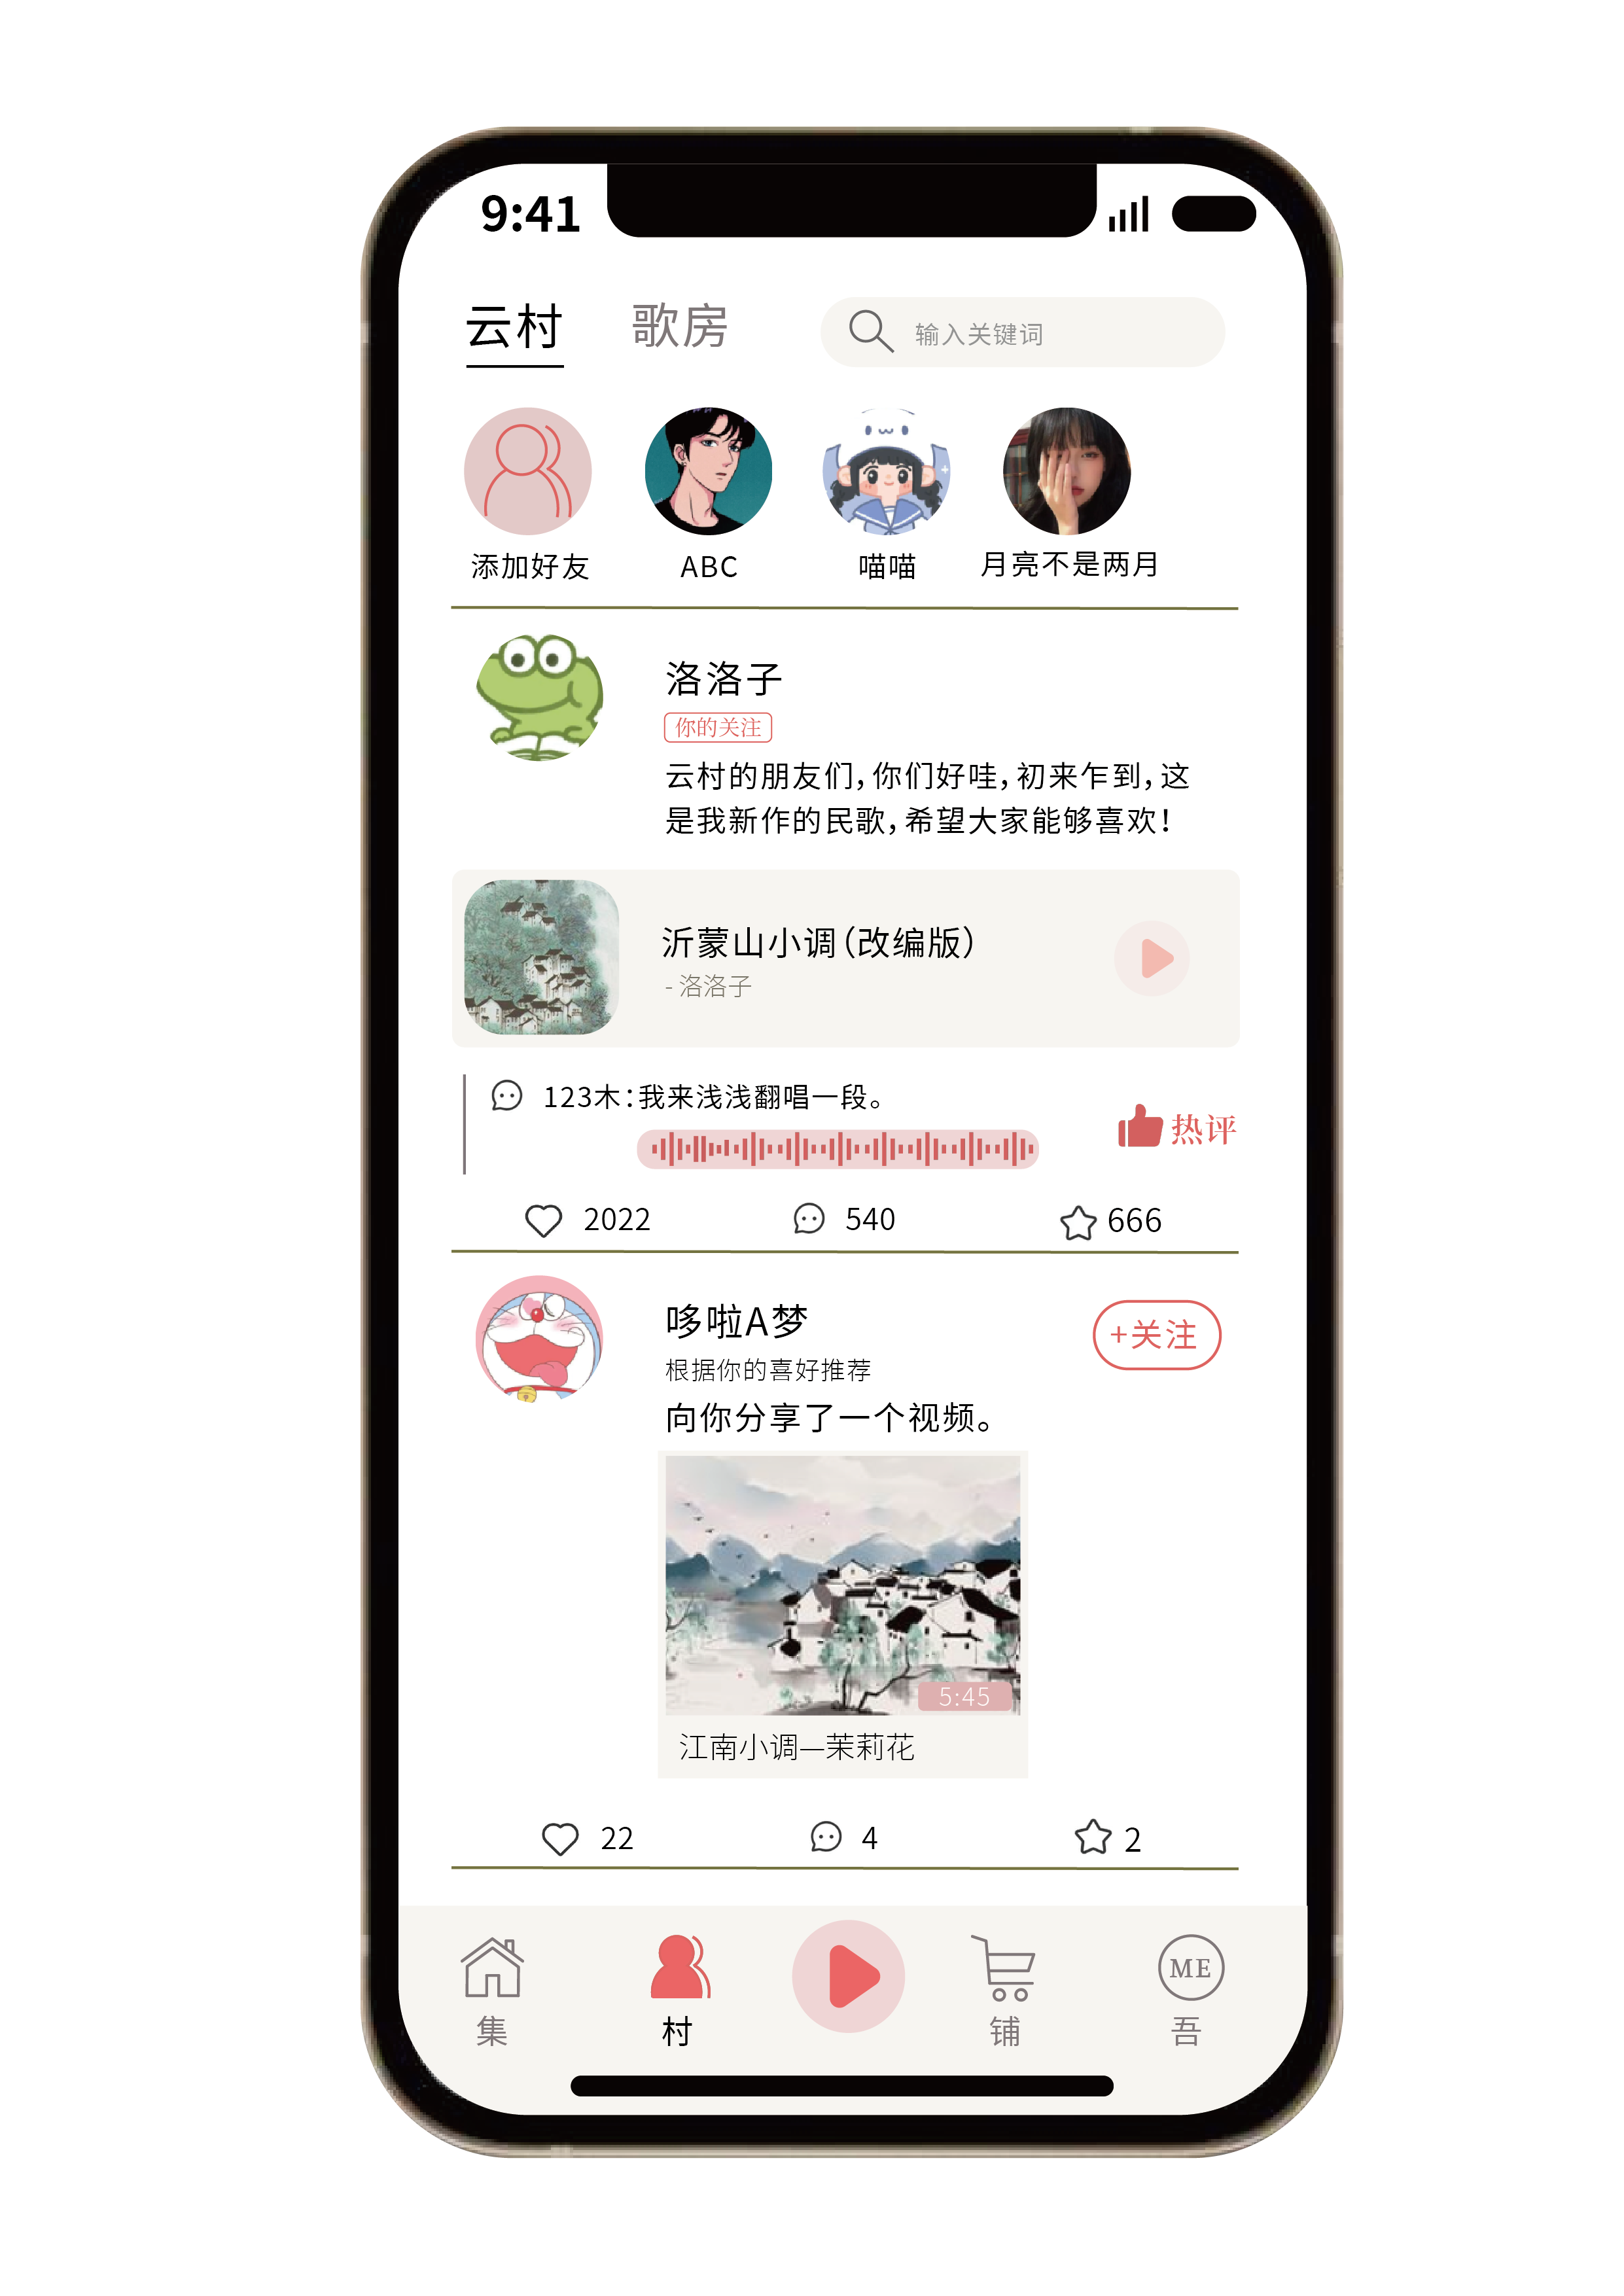 9:41
云村 歌房 输入关键词
添加好友 ABC 喵喵 月亮不是两月
洛洛子
你的关注
云村的朋友们，你们好哇，初来乍到，这
是我新作的民歌，希望大家能够喜欢！
沂蒙山小调（改编版）
- 洛洛子
123木：我来浅浅翻唱一段。
热评
2022 540 666
哆啦A梦
+关注
根据你的喜好推荐
向你分享了一个视频。
5:45
江南小调—茉莉花
22 4 2
ME
集 村 铺 吾